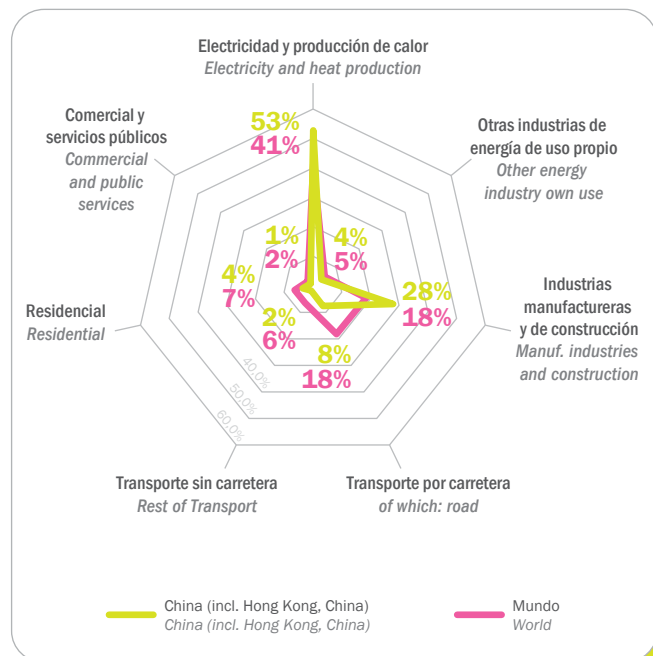 Electricidad y producción de calor
Electricity and heat production
Comercial y
servicios públicos
Commercial
and public
services
53%
41%
Otras industrias de
energía de uso propio
Other energy
industry own use
1%
2%
4%
5%
4%
7%
28%
18%
Industrias
manufactureras
y de construcción
Manuf. industries
and construction
Residencial
Residential
2%
6%
8%
18%
40,0%
50,0%
60,0%
Transporte sin carretera
Rest of Transport
Transporte por carretera
of which: road
China (incl. Hong Kong, China)
China (incl. Hong Kong, China)
Mundo
World